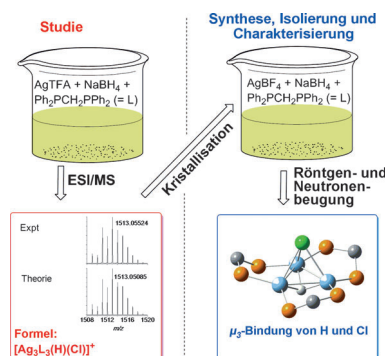 Studie
AgTFA + NaBH₄ +
Ph₂PCH₂PPh₂ (= L)
ESI/MS
Expt
1513.05524
Theorie
1513.05085
1508 1512 1516 1520
m/z
Formel:
[Ag₃L₃(H)(Cl)]⁺
Kristallisation
Synthese, Isolierung und
Charakterisierung
AgBF₄ + NaBH₄ +
Ph₂PCH₂PPh₂ (= L)
Röntgen- und
Neutronen-
beugung
μ₃-Bindung von H und Cl